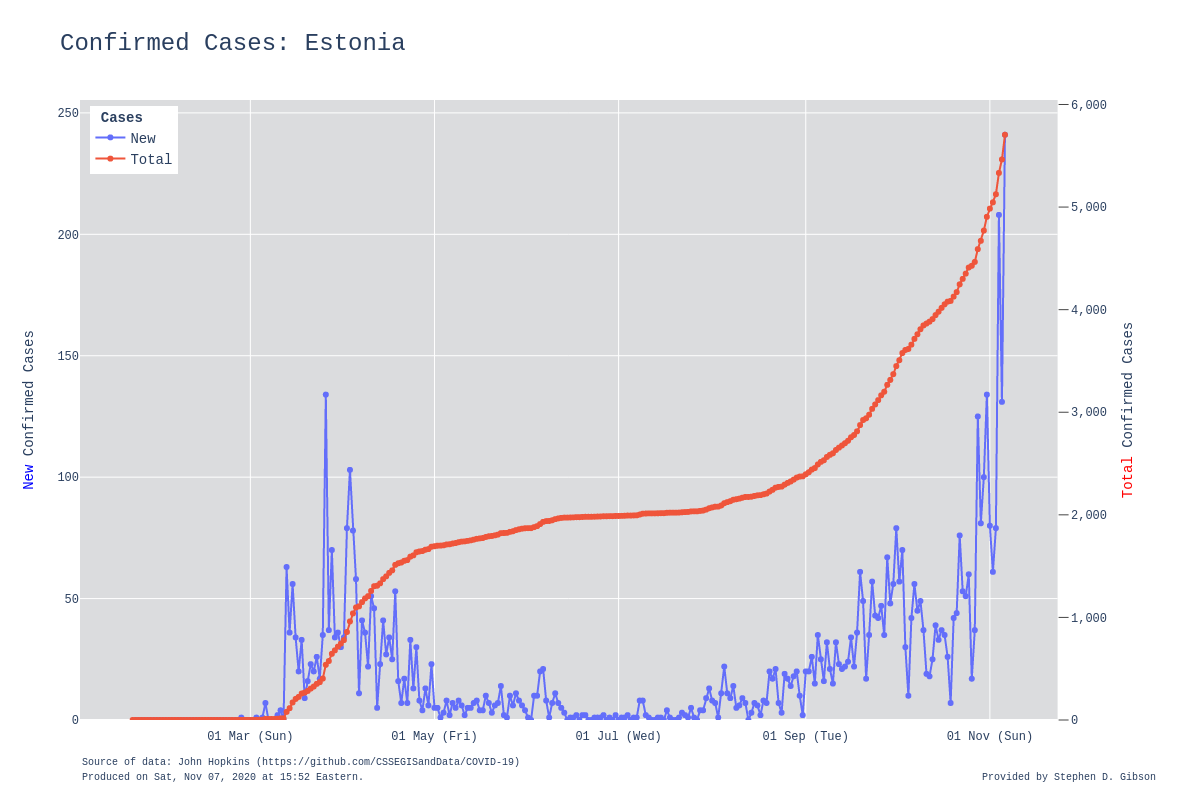 Confirmed Cases: Estonia
Cases
New
Total
250
200
150
100
50
0
6,000
5,000
4,000
3,000
2,000
1,000
0
New Confirmed Cases
Total Confirmed Cases
01 Mar (Sun)
01 May (Fri)
01 Jul (Wed)
01 Sep (Tue)
01 Nov (Sun)
Source of data: John Hopkins (https://github.com/CSSEGISandData/COVID-19)
Produced on Sat, Nov 07, 2020 at 15:52 Eastern.
Provided by Stephen D. Gibson